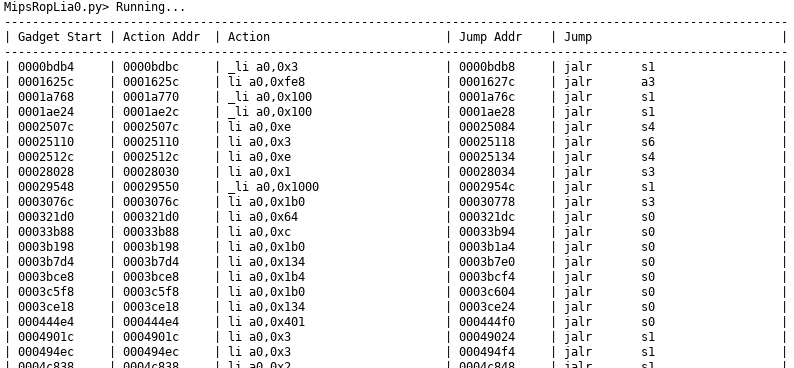 MipsRopLia0.py> Running...
----------------------------------------------------------------------------------------------------------------
| Gadget Start | Action Addr  | Action                         | Jump Addr    | Jump                           |
----------------------------------------------------------------------------------------------------------------
| 0000bdb4     | 0000bdbc     | _li a0,0x3                     | 0000bdb8     | jalr       s1                  |
| 0001625c     | 0001625c     | li a0,0xfe8                    | 0001627c     | jalr       a3                  |
| 0001a768     | 0001a770     | _li a0,0x100                   | 0001a76c     | jalr       s1                  |
| 0001ae24     | 0001ae2c     | _li a0,0x100                   | 0001ae28     | jalr       s1                  |
| 0002507c     | 0002507c     | li a0,0xe                      | 00025084     | jalr       s4                  |
| 00025110     | 00025110     | li a0,0x3                      | 00025118     | jalr       s6                  |
| 0002512c     | 0002512c     | li a0,0xe                      | 00025134     | jalr       s4                  |
| 00028028     | 00028030     | li a0,0x1                      | 00028034     | jalr       s3                  |
| 00029548     | 00029550     | _li a0,0x1000                  | 0002954c     | jalr       s1                  |
| 0003076c     | 0003076c     | li a0,0x1b0                    | 00030778     | jalr       s3                  |
| 000321d0     | 000321d0     | li a0,0x64                     | 000321dc     | jalr       s0                  |
| 00033b88     | 00033b88     | li a0,0xc                      | 00033b94     | jalr       s0                  |
| 0003b198     | 0003b198     | li a0,0x1b0                    | 0003b1a4     | jalr       s0                  |
| 0003b7d4     | 0003b7d4     | li a0,0x134                    | 0003b7e0     | jalr       s0                  |
| 0003bce8     | 0003bce8     | li a0,0x1b4                    | 0003bcf4     | jalr       s0                  |
| 0003c5f8     | 0003c5f8     | li a0,0x1b0                    | 0003c604     | jalr       s0                  |
| 0003ce18     | 0003ce18     | li a0,0x134                    | 0003ce24     | jalr       s0                  |
| 000444e4     | 000444e4     | li a0,0x401                    | 000444f0     | jalr       s0                  |
| 0004901c     | 0004901c     | li a0,0x3                      | 00049024     | jalr       s1                  |
| 000494ec     | 000494ec     | li a0,0x3                      | 000494f4     | jalr       s1                  |
| 0004c838     | 0004c838     | li a0,0x2                      | 0004c848     | jalr       s1                  |